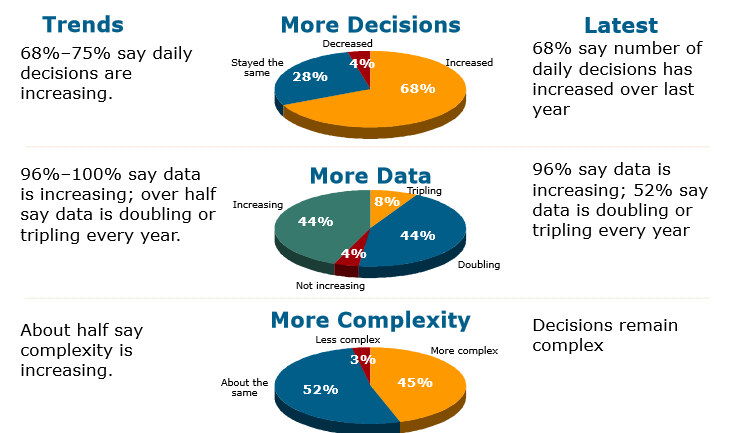 Trends
More Decisions
Latest
68%–75% say daily
decisions are
increasing.
Decreased
Stayed the
same
Increased
4%
28%
68%
68% say number of
daily decisions has
increased over last
year
96%–100% say data
is increasing; over half
say data is doubling or
tripling every year.
More Data
Tripling
Increasing
8%
44%
44%
4%
Doubling
Not increasing
96% say data is
increasing; 52% say
data is doubling or
tripling every year
About half say
complexity is
increasing.
More Complexity
Less complex
More complex
3%
About the
same
52%
45%
Decisions remain
complex